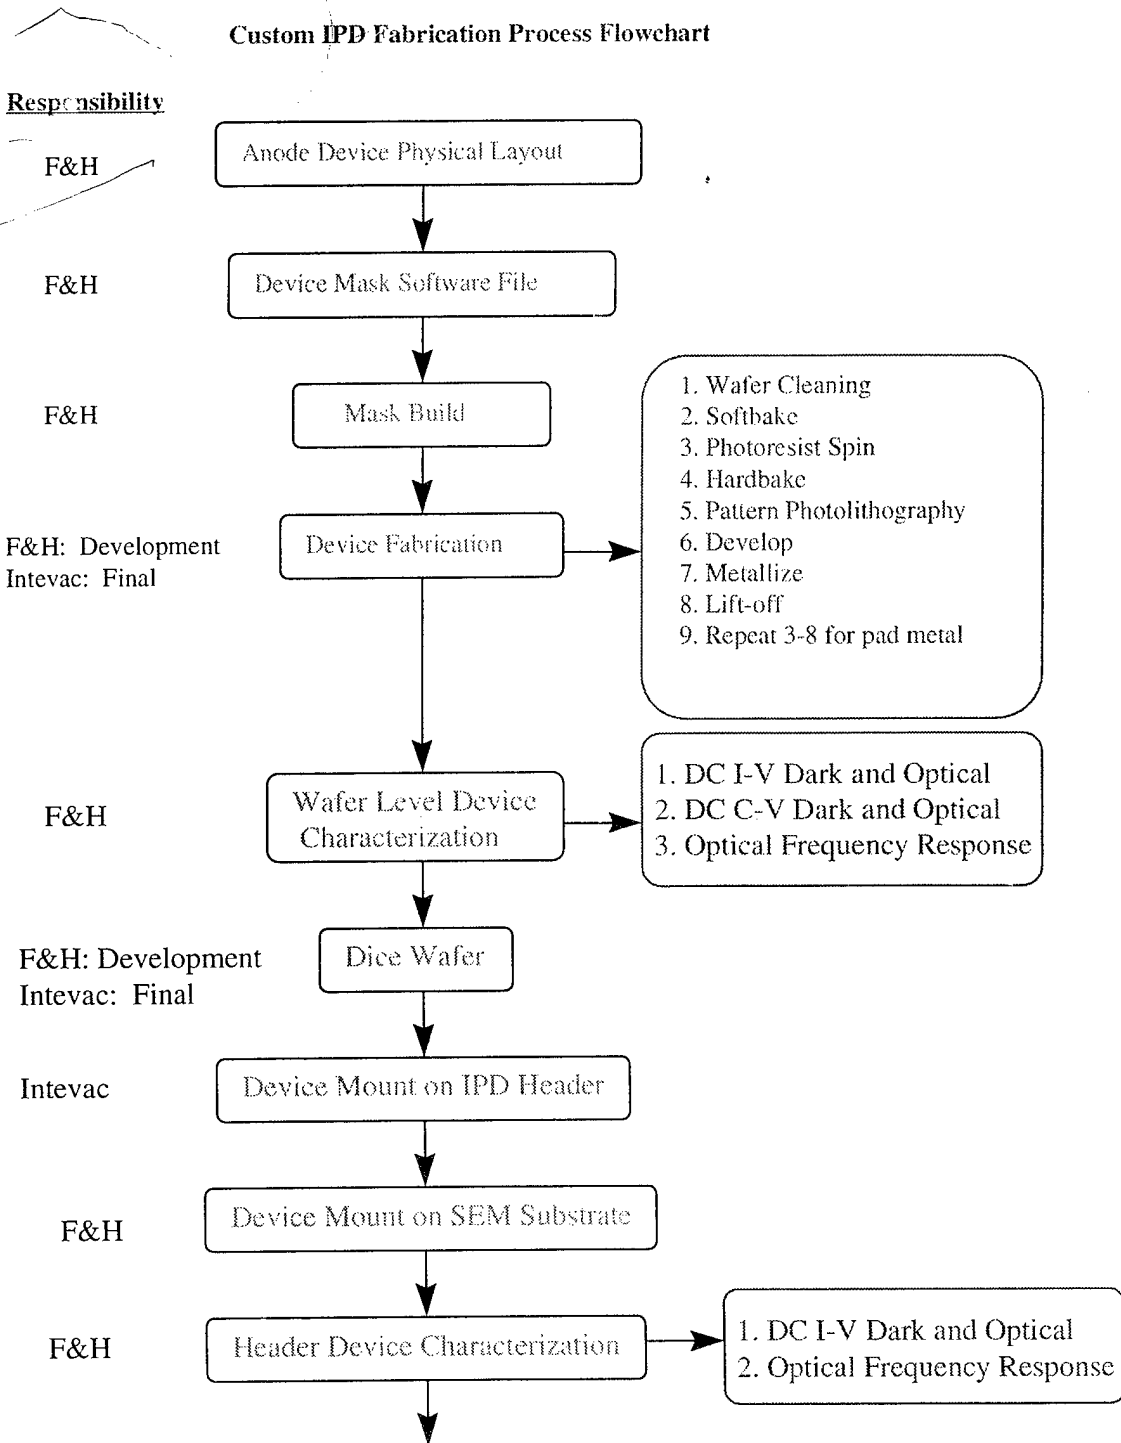 Custom IPD Fabrication Process Flowchart
Responsibility
F&H
Anode Device Physical Layout
F&H
Device Mask Software File
F&H
Mask Build
F&H: Development
Intevac: Final
Device Fabrication
1. Wafer Cleaning
2. Softbake
3. Photoresist Spin
4. Hardbake
5. Pattern Photolithography
6. Develop
7. Metallize
8. Lift-off
9. Repeat 3-8 for pad metal
F&H
Wafer Level Device
Characterization
1. DC I-V Dark and Optical
2. DC C-V Dark and Optical
3. Optical Frequency Response
F&H: Development
Intevac: Final
Dice Wafer
Intevac
Device Mount on IPD Header
F&H
Device Mount on SEM Substrate
F&H
Header Device Characterization
1. DC I-V Dark and Optical
2. Optical Frequency Response